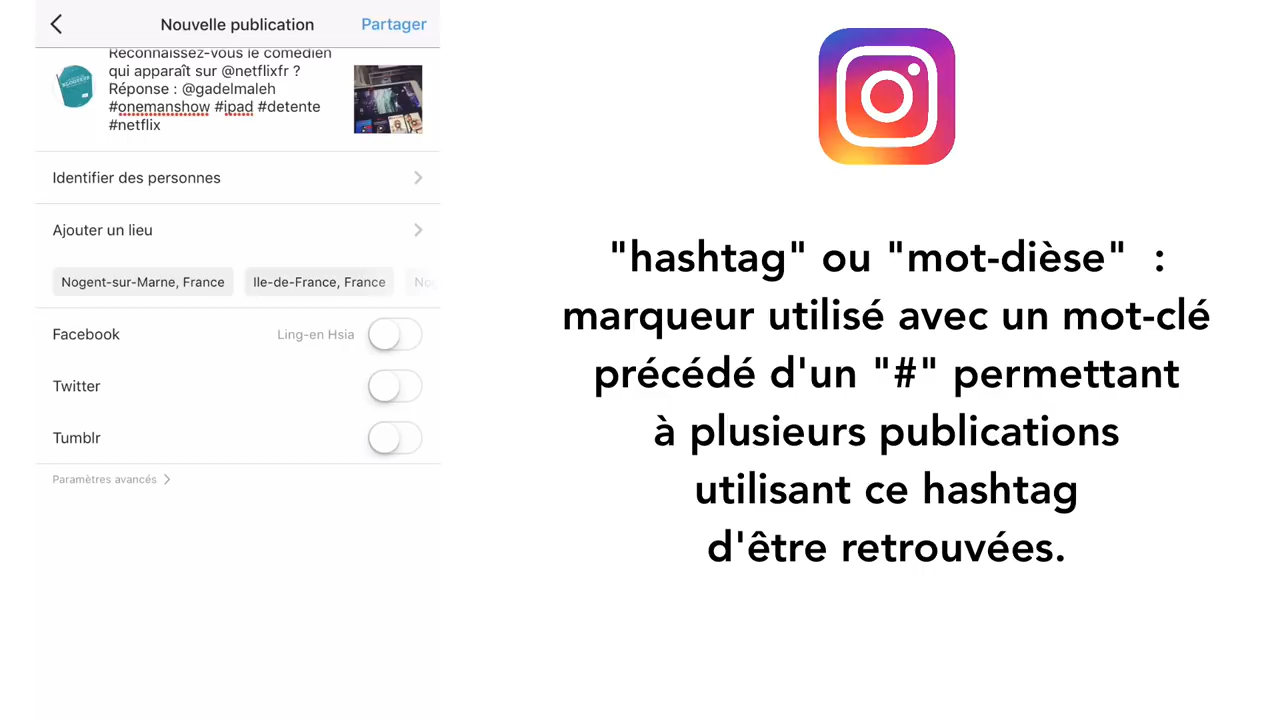 Nouvelle publication
Partager
Reconnaissez-vous le comédien
qui apparaît sur @netflixfr ?
Réponse : @gadelmaleh
#onemanshow #ipad #detente
#netflix
Identifier des personnes
Ajouter un lieu
Nogent-sur-Marne, France
Ile-de-France, France
Facebook
Ling-en Hsia
Twitter
Tumblr
Paramètres avancés
"hashtag" ou "mot-dièse" :
marqueur utilisé avec un mot-clé
précédé d'un "#" permettant
à plusieurs publications
utilisant ce hashtag
d'être retrouvées.